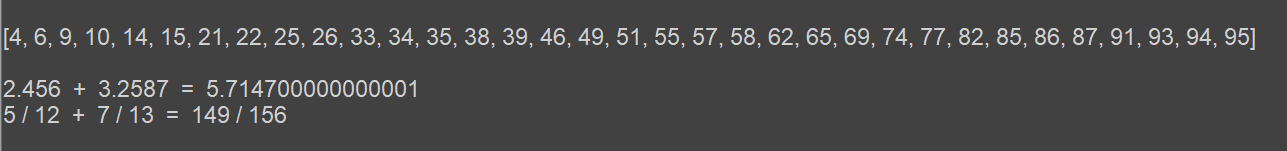 [4, 6, 9, 10, 14, 15, 21, 22, 25, 26, 33, 34, 35, 38, 39, 46, 49, 51, 55, 57, 58, 62, 65, 69, 74, 77, 82, 85, 86, 87, 91, 93, 94, 95]
2.456 + 3.2587 = 5.714700000000001
5 / 12 + 7 / 13 = 149 / 156